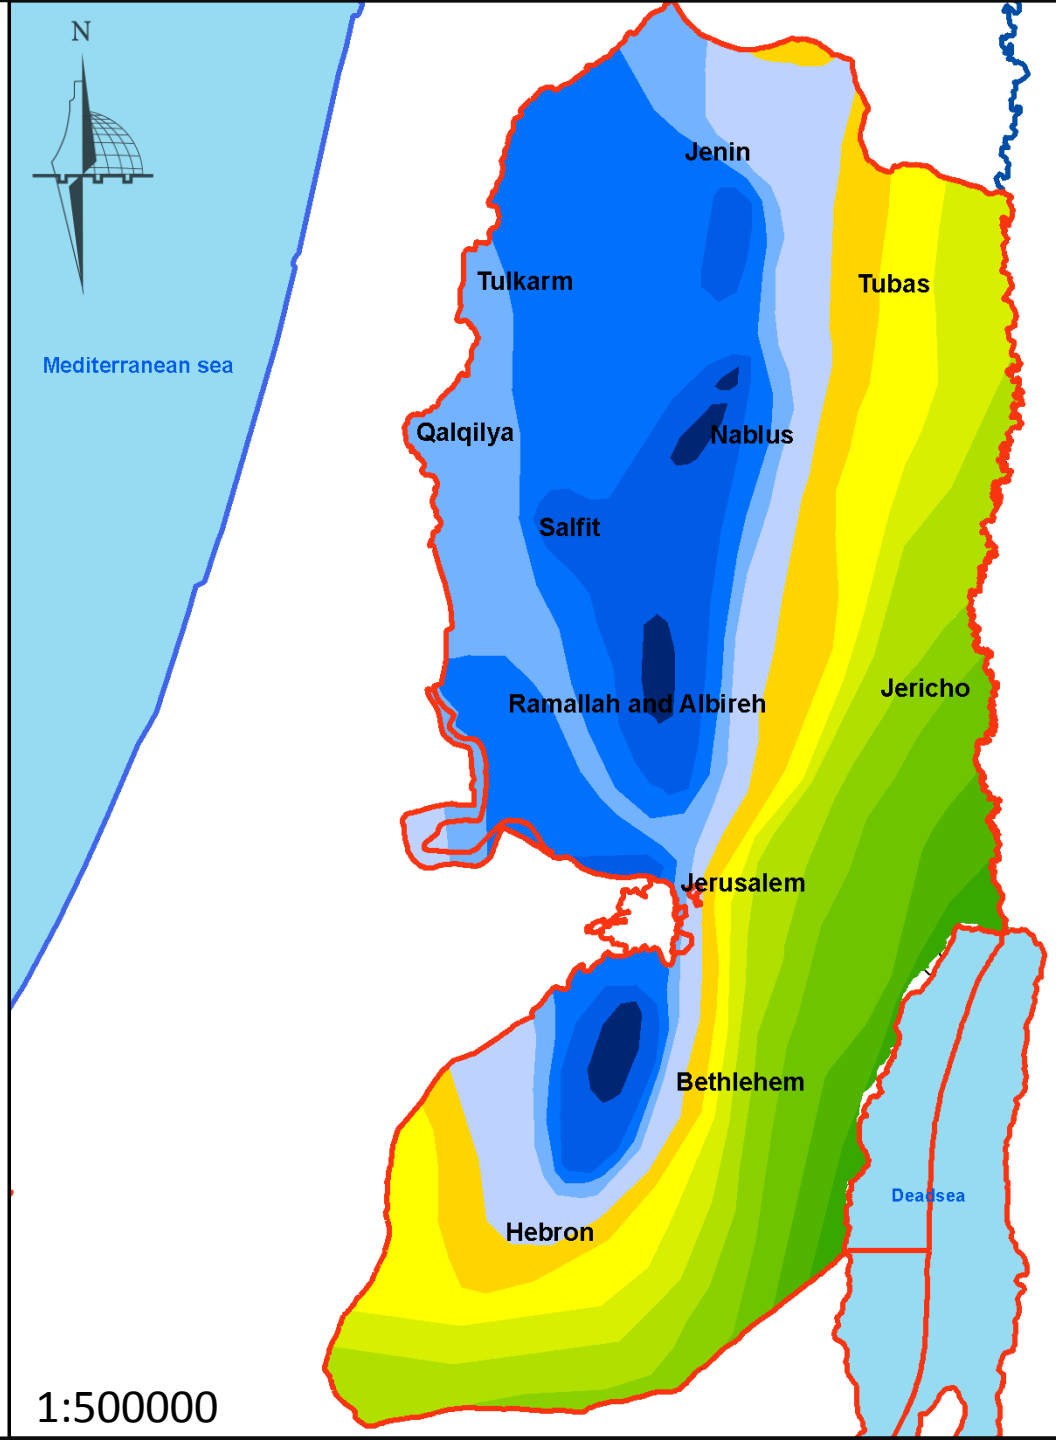 N
Jenin
Tulkarm
Tubas
Mediterranean sea
Qalqilya
Nablus
Salfit
Jericho
Ramallah and Albireh
Jerusalem
Bethlehem
Deadsea
Hebron
1:500000